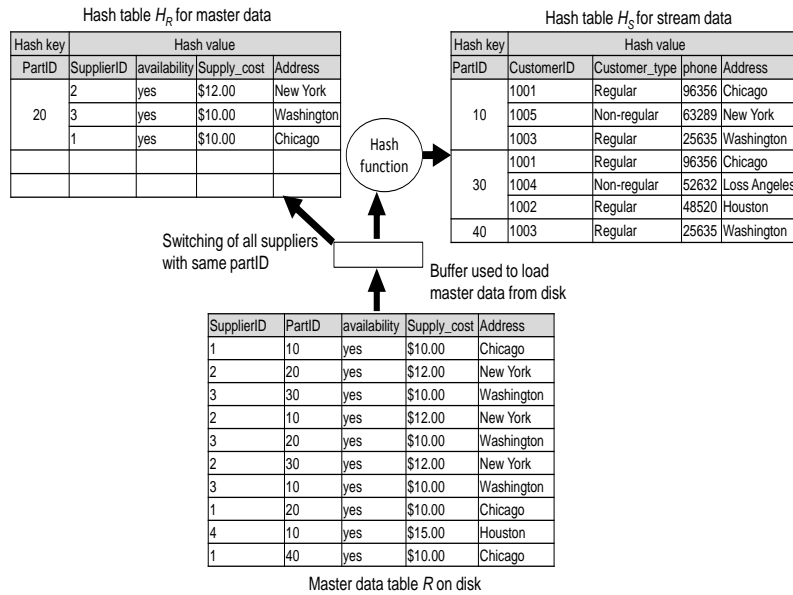 Hash table H_R for master data
Hash key Hash value
PartID SupplierID availability Supply_cost Address
20
2 yes $12.00 New York
3 yes $10.00 Washington
1 yes $10.00 Chicago
Hash table H_S for stream data
Hash key Hash value
PartID CustomerID Customer_type phone Address
10
1001 Regular 96356 Chicago
1005 Non-regular 63289 New York
1003 Regular 25635 Washington
30
1001 Regular 96356 Chicago
1004 Non-regular 52632 Loss Angeles
1002 Regular 48520 Houston
40 1003 Regular 25635 Washington
Hash
function
Switching of all suppliers
with same partID
Buffer used to load
master data from disk
SupplierID PartID availability Supply_cost Address
1 10 yes $10.00 Chicago
2 20 yes $12.00 New York
3 30 yes $10.00 Washington
2 10 yes $12.00 New York
3 20 yes $10.00 Washington
2 30 yes $12.00 New York
3 10 yes $10.00 Washington
1 20 yes $10.00 Chicago
4 10 yes $15.00 Houston
1 40 yes $10.00 Chicago
Master data table R on disk